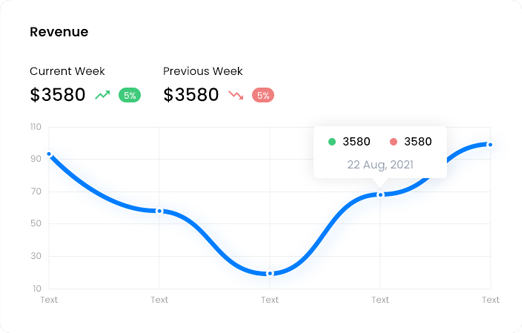 Revenue
Current Week
Previous Week
$3580 5%
$3580 5%
110
90
70
50
30
10
3580 3580
22 Aug, 2021
Text Text Text Text Text